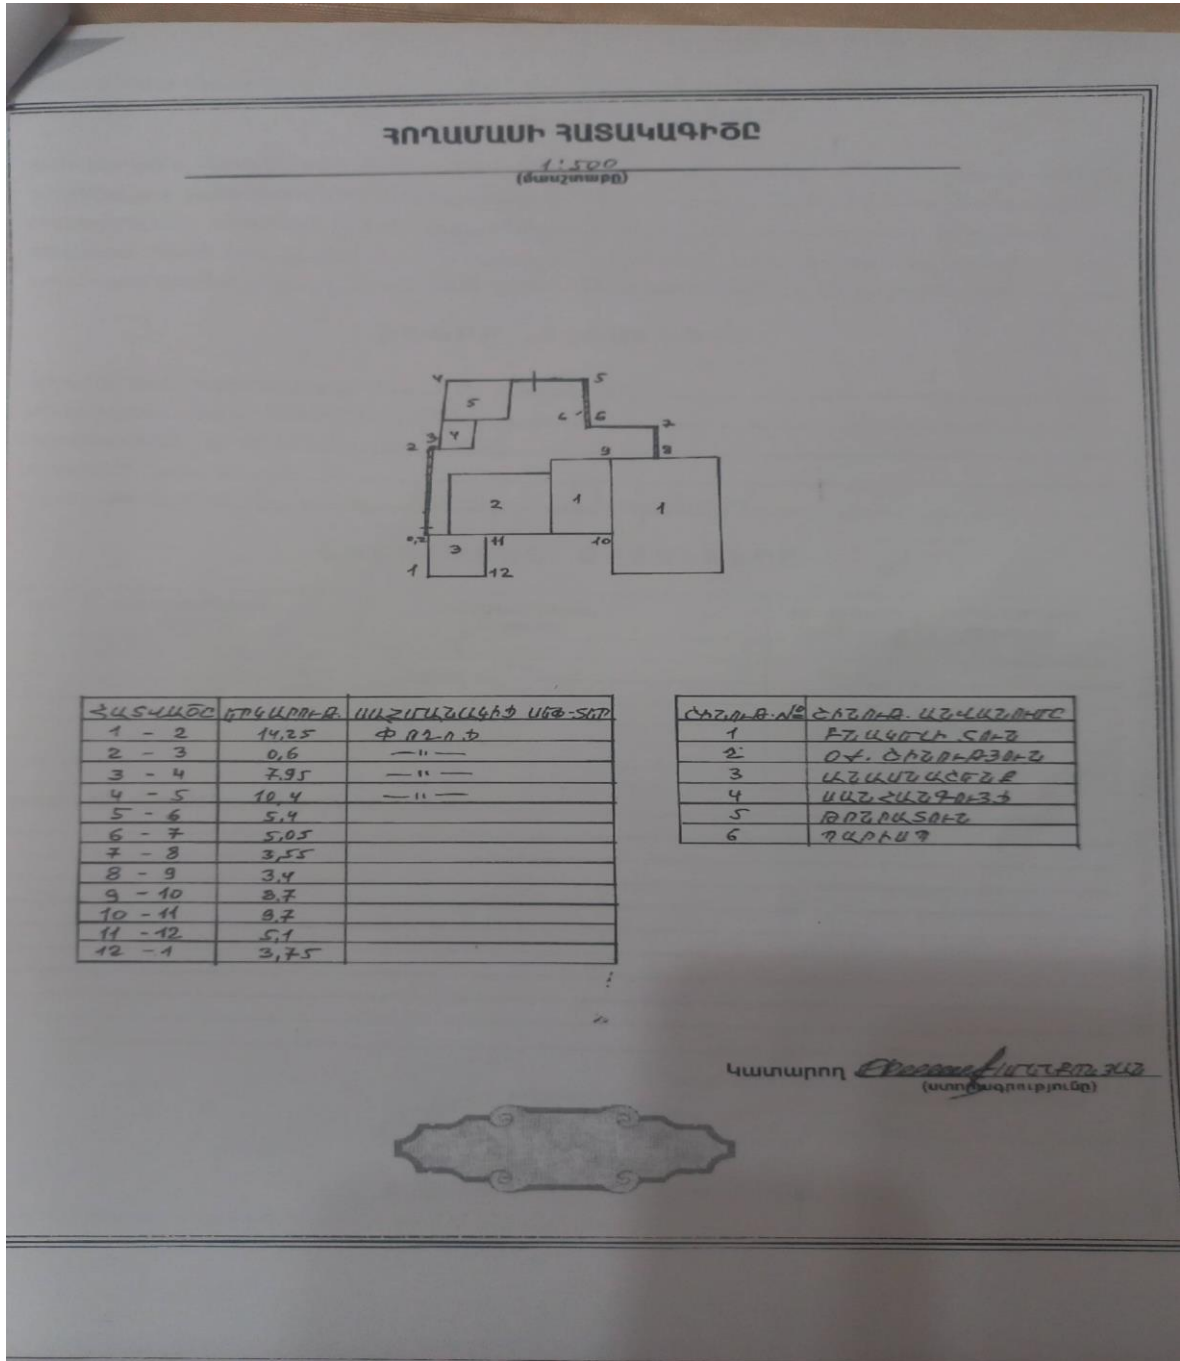 ՀՈՂԱՄԱՍԻ ՀԱՏԱԿԱԳԻԾԸ
1:500
(մասշտաբը)
4 5
5
6 6 7
3 4
2 9 8
2 1 1
0,2 3 11 10
1 12
ՀԱՏՎԱԾԸ ԵՐԿԱՐՈՒԹ. ՍԱՀՄԱՆԱԿԻՑ ՍԵՓ-ՏԵՐ
1 - 2 14,25
2 - 3 0,6 —"—
3 - 4 7.95 —"—
4 - 5 10,4 —"—
5 - 6 5.4
6 - 7 5,05
7 - 8 3,55
8 - 9 3.4
9 - 10 8.7
10 - 11 9.7
11 - 12 5,1
12 - 1 3,75
ՇԻՆՈՒԹ. № ՇԻՆՈՒԹ. ԱՆՎԱՆՈՒՄԸ
1 ԲՆԱԿԵԼԻ ՏՈՒՆ
2 ՕԺ. ՇԻՆՈՒԹՅՈՒՆ
3 ԱՆԱՍՆԱՇԵՆՔ
4 ՍԱՆՀԱՆԳՈՒՅՑ
5 ԹՈՆՐԱՏՈՒՆ
6 ՊԱՐԻՍՊ
Կատարող
(ստորագրությունը)